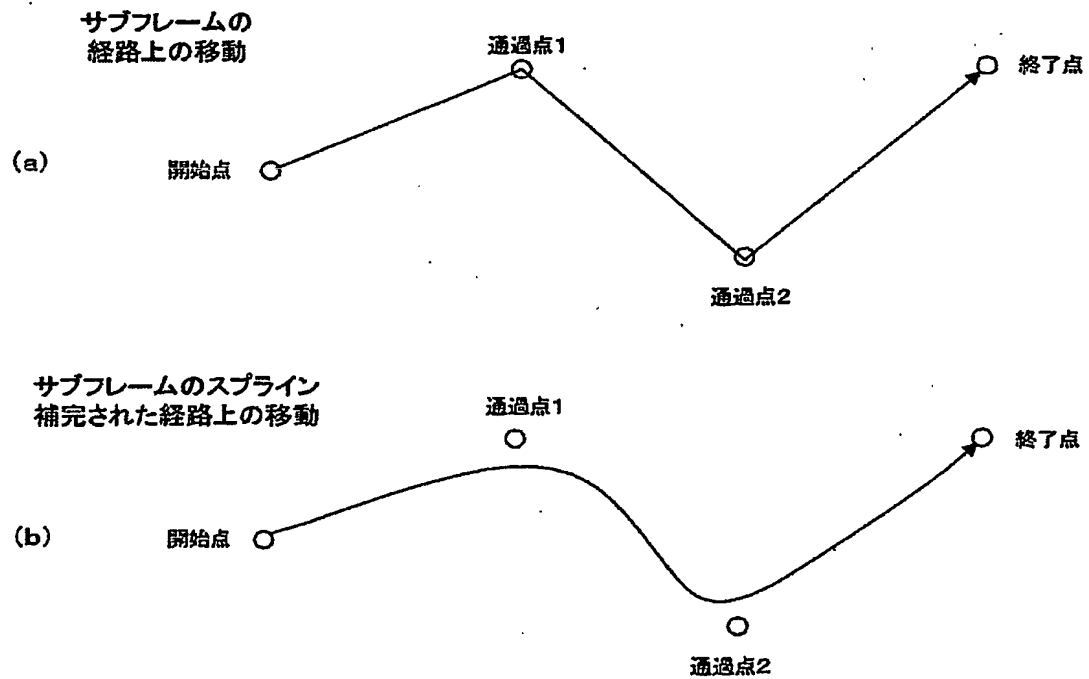 サブフレームの
経路上の移動
通過点1
終了点
(a)
開始点
通過点2
サブフレームのスプライン
補完された経路上の移動
通過点1
終了点
(b)
開始点
通過点2